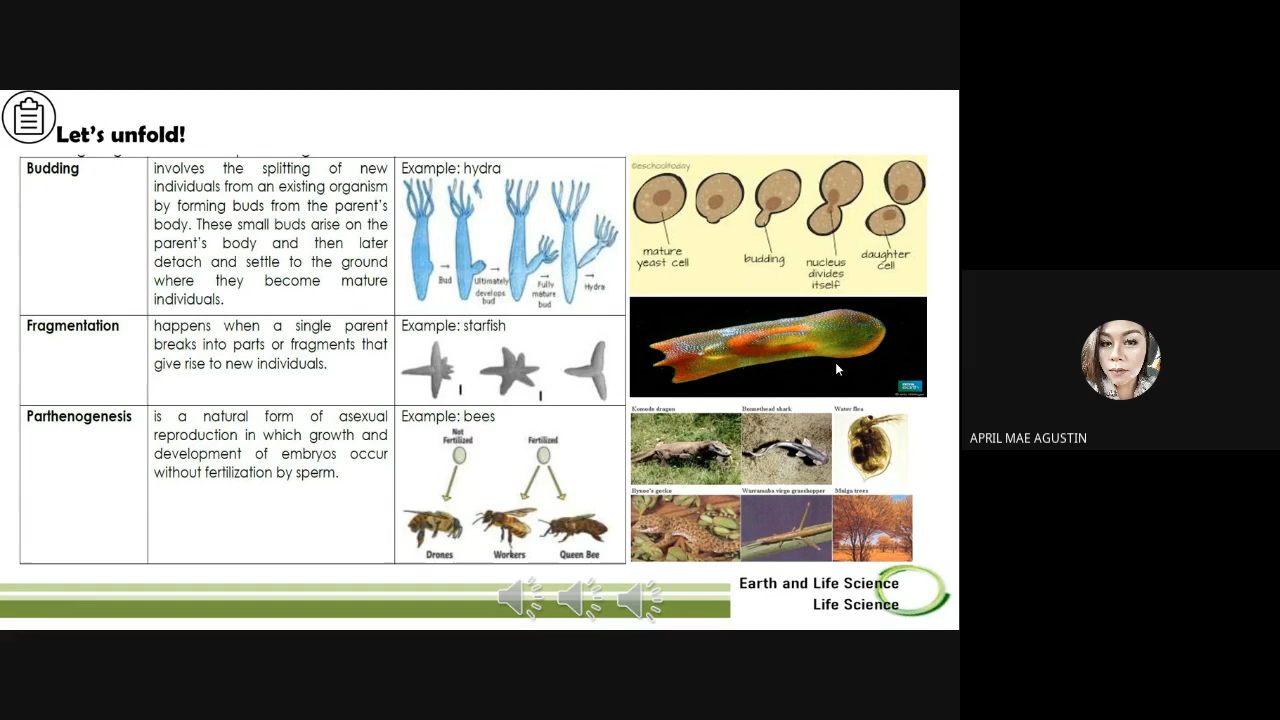 Let's unfold!
Budding
involves the splitting of new
individuals from an existing organism
by forming buds from the parent's
body. These small buds arise on the
parent's body and then later
detach and settle to the ground
where they become mature
individuals.
Example: hydra
Bud
Ultimately
develops
bud
Fully
mature
bud
Hydra
Fragmentation
happens when a single parent
breaks into parts or fragments that
give rise to new individuals.
Example: starfish
Parthenogenesis
is a natural form of asexual
reproduction in which growth and
development of embryos occur
without fertilization by sperm.
Example: bees
Not
Fertilized
Fertilized
Drones
Workers
Queen Bee
©eschooltoday
mature
yeast cell
budding
nucleus
divides
itself
daughter
cell
Komodo dragon
Bonnethead shark
Water flea
Bynoe's gecko
Warramaba virgo grasshopper
Mulga trees
Earth and Life Science
Life Science
APRIL MAE AGUSTIN